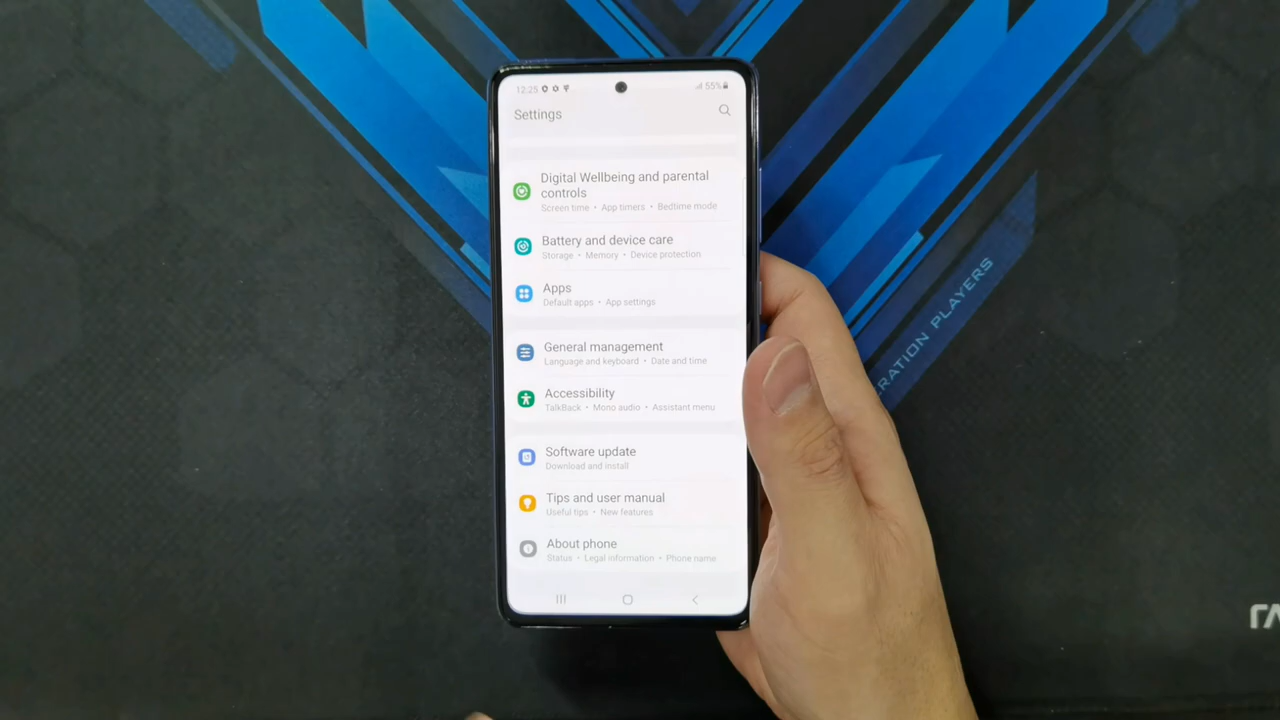 12:25
55%
Settings
Digital Wellbeing and parental
controls
Screen time • App timers • Bedtime mode
Battery and device care
Storage • Memory • Device protection
Apps
Default apps • App settings
General management
Language and keyboard • Date and time
Accessibility
TalkBack • Mono audio • Assistant menu
Software update
Download and install
Tips and user manual
Useful tips • New features
About phone
Status • Legal information • Phone name
RATION PLAYERS